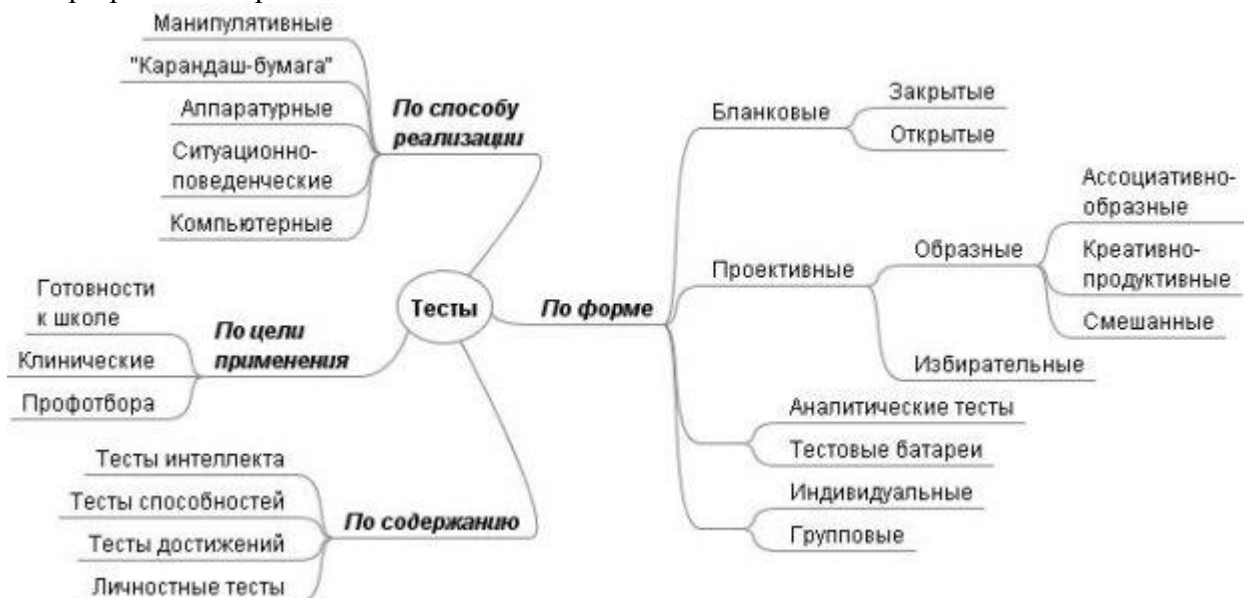 Манипулятивные
"Карандаш-бумага"
Аппаратурные
Ситуационно-
поведенческие
Компьютерные
По способу
реализации
Готовности
к школе
Клинические
Профотбора
По цели
применения
Тесты интеллекта
Тесты способностей
Тесты достижений
Личностные тесты
По содержанию
Тесты
По форме
Бланковые
Закрытые
Открытые
Проективные
Образные
Ассоциативно-
образные
Креативно-
продуктивные
Смешанные
Избирательные
Аналитические тесты
Тестовые батареи
Индивидуальные
Групповые